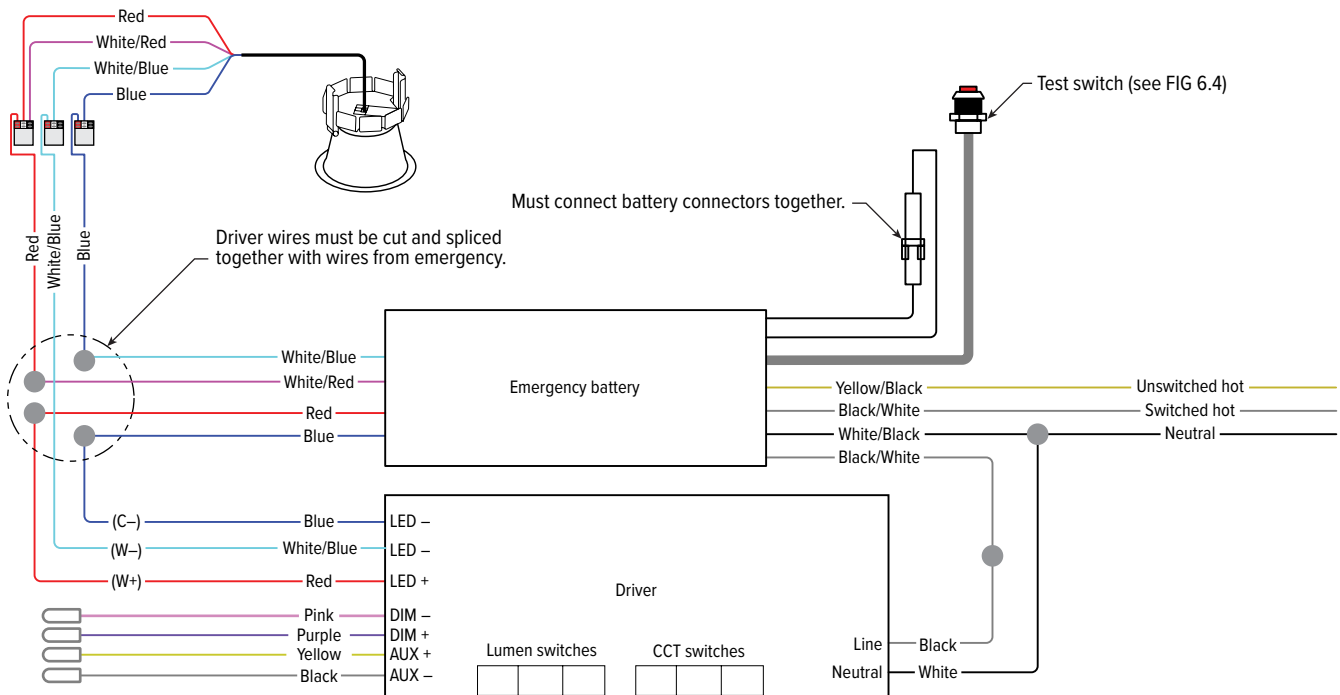 Red
White/Red
White/Blue
Blue
Test switch (see FIG 6.4)
Must connect battery connectors together.
Red
White/Blue
Blue
Driver wires must be cut and spliced
together with wires from emergency.
White/Blue
White/Red
Red
Blue
Emergency battery
Yellow/Black
Unswitched hot
Black/White
Switched hot
White/Black
Neutral
Black/White
(C–)
Blue
LED –
(W–)
White/Blue
LED –
(W+)
Red
LED +
Driver
Pink
DIM –
Purple
DIM +
Yellow
AUX +
Black
AUX –
Lumen switches
CCT switches
Line
Black
Neutral
White